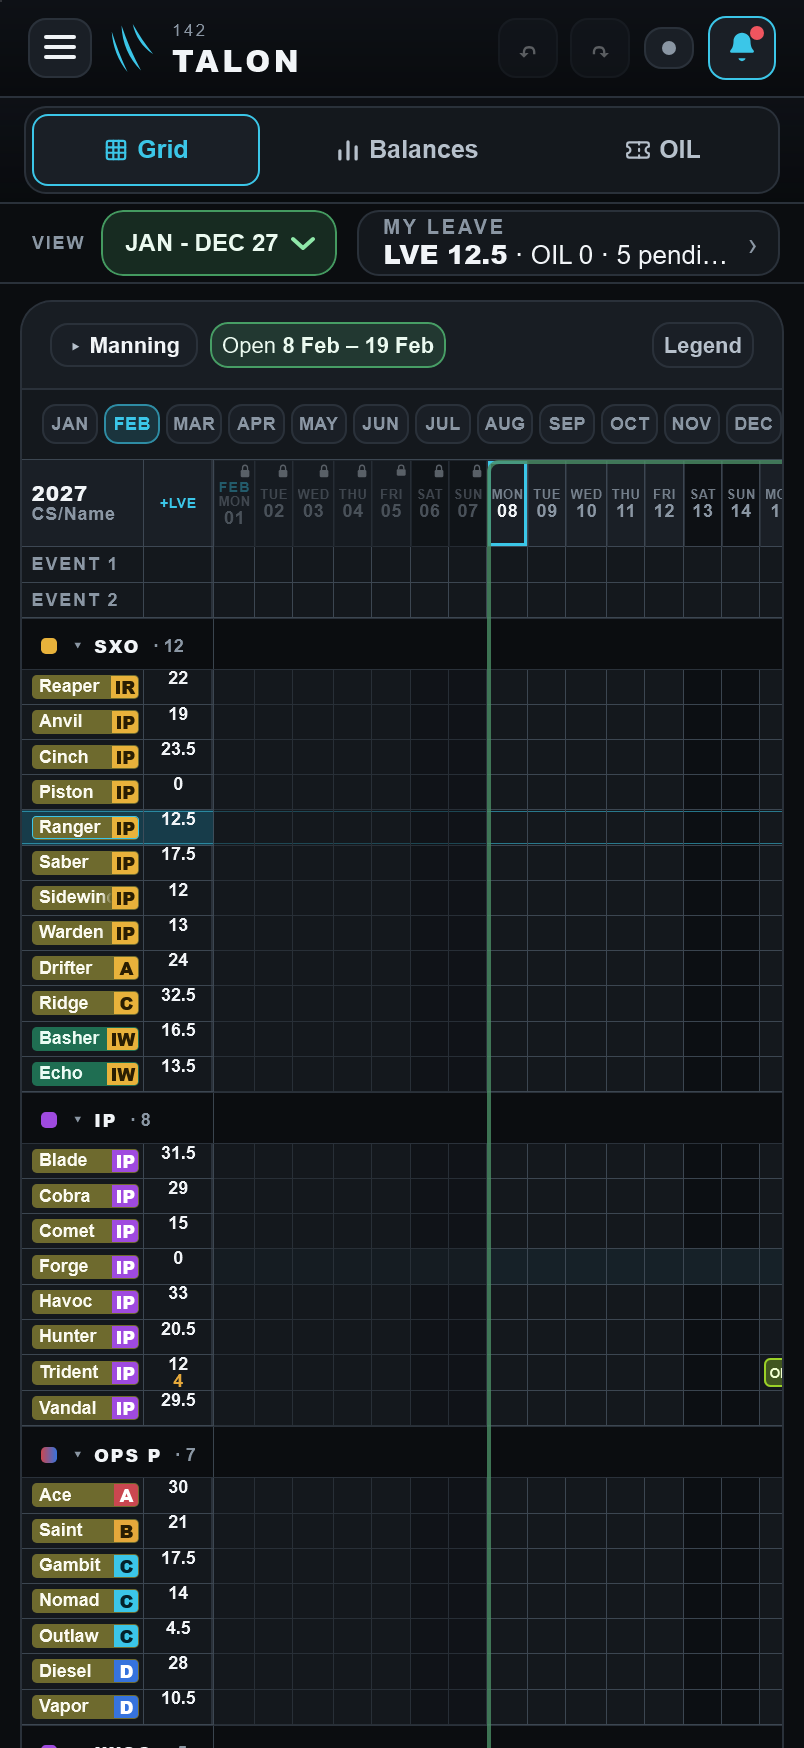 142
TALON
Grid
Balances
OIL
VIEW
JAN - DEC 27
MY LEAVE
LVE 12.5 · OIL 0 · 5 pendi…
Manning
Open 8 Feb – 19 Feb
Legend
JAN
FEB
MAR
APR
MAY
JUN
JUL
AUG
SEP
OCT
NOV
DEC
2027
CS/Name
+LVE
FEB
MON
01
TUE
02
WED
03
THU
04
FRI
05
SAT
06
SUN
07
MON
08
TUE
09
WED
10
THU
11
FRI
12
SAT
13
SUN
14
EVENT 1
EVENT 2
SXO · 12
Reaper IR 22
Anvil IP 19
Cinch IP 23.5
Piston IP 0
Ranger IP 12.5
Saber IP 17.5
Sidewin IP 12
Warden IP 13
Drifter A 24
Ridge C 32.5
Basher IW 16.5
Echo IW 13.5
IP · 8
Blade IP 31.5
Cobra IP 29
Comet IP 15
Forge IP 0
Havoc IP 33
Hunter IP 20.5
Trident IP 12
4
Vandal IP 29.5
OPS P · 7
Ace A 30
Saint B 21
Gambit C 17.5
Nomad C 14
Outlaw C 4.5
Diesel D 28
Vapor D 10.5